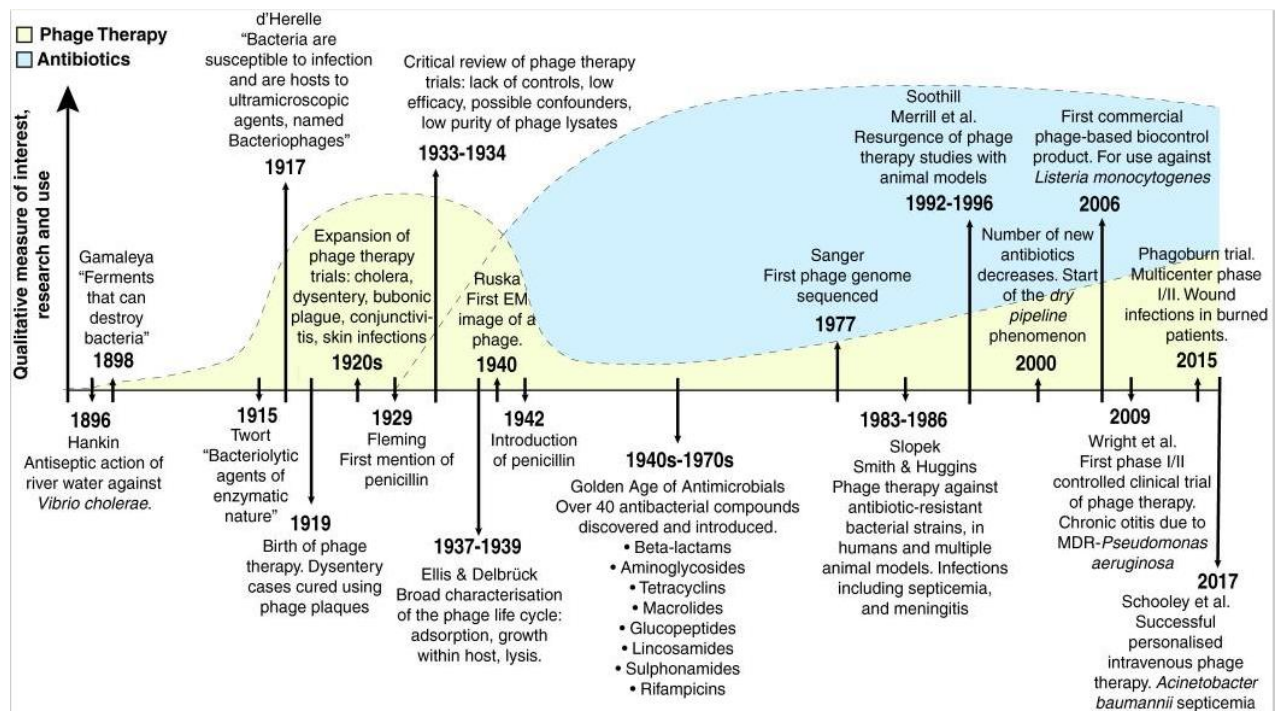 Phage Therapy
Antibiotics
Qualitative measure of interest,
research and use
Gamaleya
“Ferments
that can
destroy
bacteria”
1898
1896
Hankin
Antiseptic action of
river water against
Vibrio cholerae.
d’Herelle
“Bacteria are
susceptible to infection
and are hosts to
ultramicroscopic
agents, named
Bacteriophages”
1917
1915
Twort
“Bacteriolytic
agents of
enzymatic
nature”
1919
Birth of phage
therapy. Dysentery
cases cured using
phage plaques
Expansion of
phage therapy
trials: cholera,
dysentery, bubonic
plague, conjunctivi-
tis, skin infections
1920s
1929
Fleming
First mention of
penicillin
Critical review of phage therapy
trials: lack of controls, low
efficacy, possible confounders,
low purity of phage lysates
1933-1934
1937-1939
Ellis & Delbrück
Broad characterisation
of the phage life cycle:
adsorption, growth
within host, lysis.
Ruska
First EM
image of a
phage.
1940
1942
Introduction
of penicillin
1940s-1970s
Golden Age of Antimicrobials
Over 40 antibacterial compounds
discovered and introduced.
• Beta-lactams
• Aminoglycosides
• Tetracyclins
• Macrolides
• Glucopeptides
• Lincosamides
• Sulphonamides
• Rifampicins
Sanger
First phage genome
sequenced
1977
1983-1986
Slopek
Smith & Huggins
Phage therapy against
antibiotic-resistant
bacterial strains, in
humans and multiple
animal models. Infections
including septicemia,
and meningitis
Soothill
Merrill et al.
Resurgence of phage
therapy studies with
animal models
1992-1996
Number of new
antibiotics
decreases. Start
of the dry
pipeline
phenomenon
2000
First commercial
phage-based biocontrol
product. For use against
Listeria monocytogenes
2006
2009
Wright et al.
First phase I/II
controlled clinical trial
of phage therapy.
Chronic otitis due to
MDR-Pseudomonas
aeruginosa
Phagoburn trial.
Multicenter phase
I/II. Wound
infections in burned
patients.
2015
2017
Schooley et al.
Successful
personalised
intravenous phage
therapy. Acinetobacter
baumannii septicemia